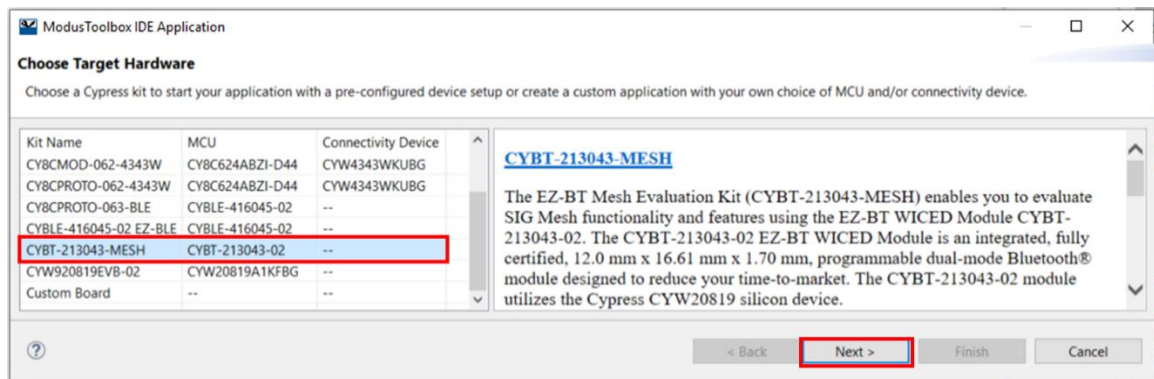 ModusToolbox IDE Application
Choose Target Hardware
Choose a Cypress kit to start your application with a pre-configured device setup or create a custom application with your own choice of MCU and/or connectivity device.
Kit Name MCU Connectivity Device
CY8CMOD-062-4343W CY8C624ABZI-D44 CYW4343WKUBG
CY8CPROTO-062-4343W CY8C624ABZI-D44 CYW4343WKUBG
CY8CPROTO-063-BLE CYBLE-416045-02 --
CYBLE-416045-02 EZ-BLE CYBLE-416045-02 --
CYBT-213043-MESH CYBT-213043-02 --
CYW920819EVB-02 CYW20819A1KFBG --
Custom Board -- --
CYBT-213043-MESH
The EZ-BT Mesh Evaluation Kit (CYBT-213043-MESH) enables you to evaluate
SIG Mesh functionality and features using the EZ-BT WICED Module CYBT-
213043-02. The CYBT-213043-02 EZ-BT WICED Module is an integrated, fully
certified, 12.0 mm x 16.61 mm x 1.70 mm, programmable dual-mode Bluetooth®
module designed to reduce your time-to-market. The CYBT-213043-02 module
utilizes the Cypress CYW20819 silicon device.
? < Back Next > Finish Cancel